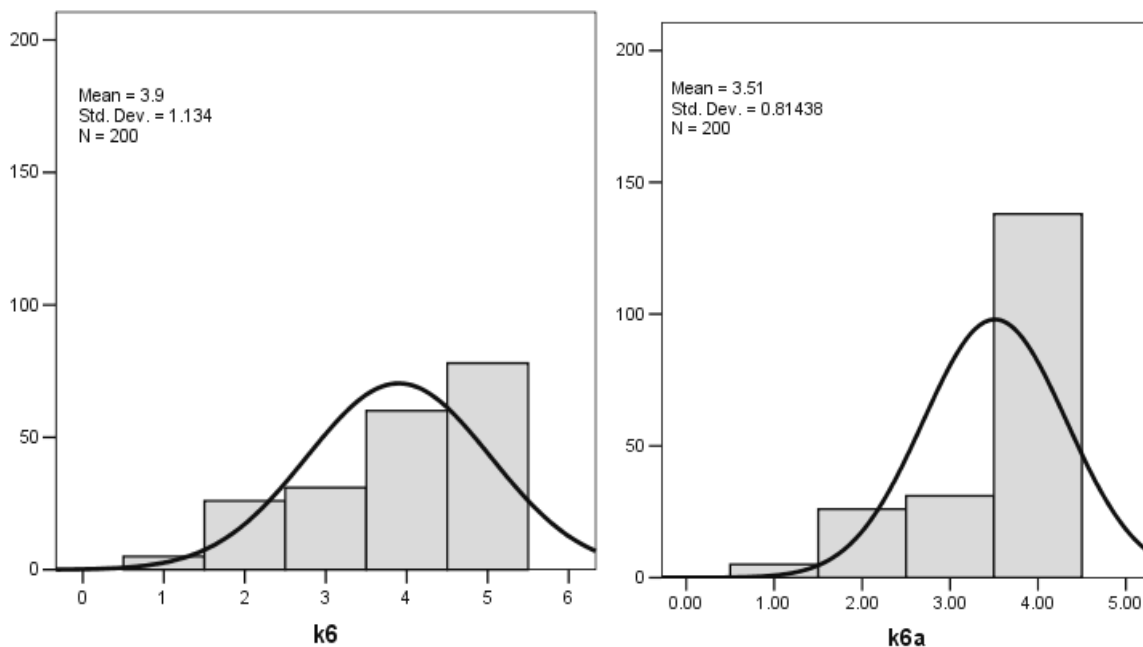 200
150
100
50
0
Mean = 3.9
Std. Dev. = 1.134
N = 200
0 1 2 3 4 5 6
k6
200
150
100
50
0
Mean = 3.51
Std. Dev. = 0.81438
N = 200
0.00 1.00 2.00 3.00 4.00 5.00
k6a